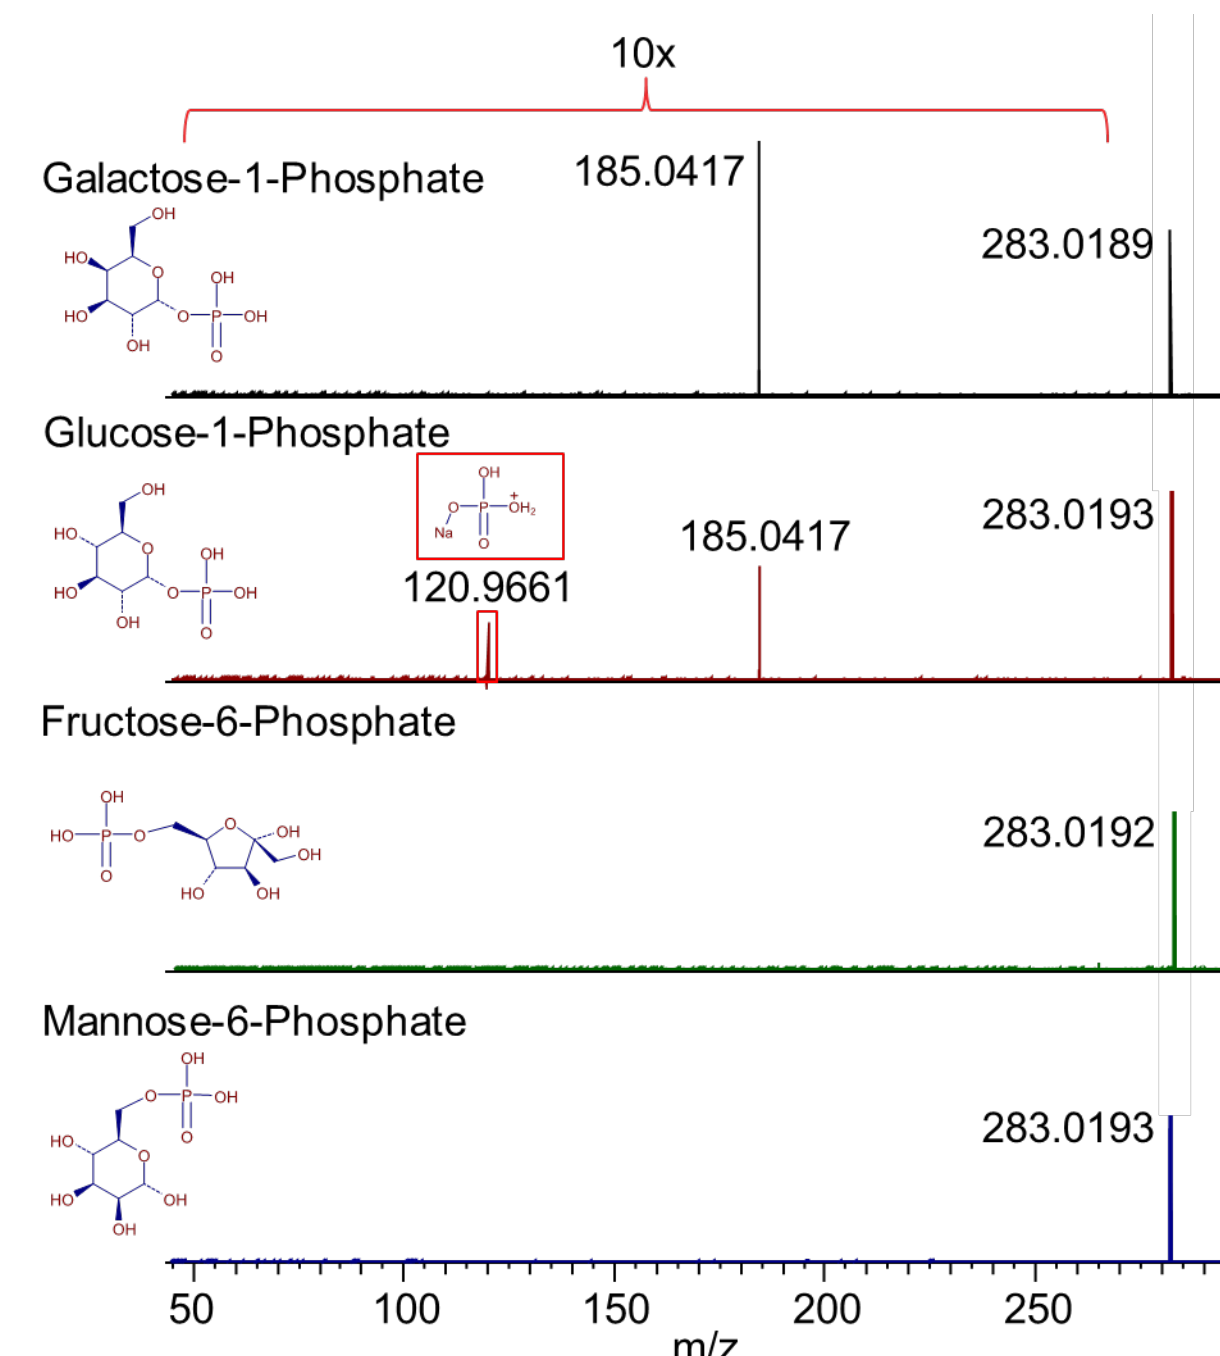 10x
Galactose-1-Phosphate
185.0417
283.0189
OH
HO
O
OH
HO
O
P
OH
OH
O
Glucose-1-Phosphate
OH
O
P
+
OH2
Na
O
283.0193
185.0417
120.9661
OH
HO
O
OH
HO
O
P
OH
OH
O
Fructose-6-Phosphate
283.0192
OH
HO
P
O
O
OH
OH
O
HO
OH
Mannose-6-Phosphate
283.0193
OH
O
P
OH
O
HO
O
HO
OH
OH
50 100 150 200 250
m/z